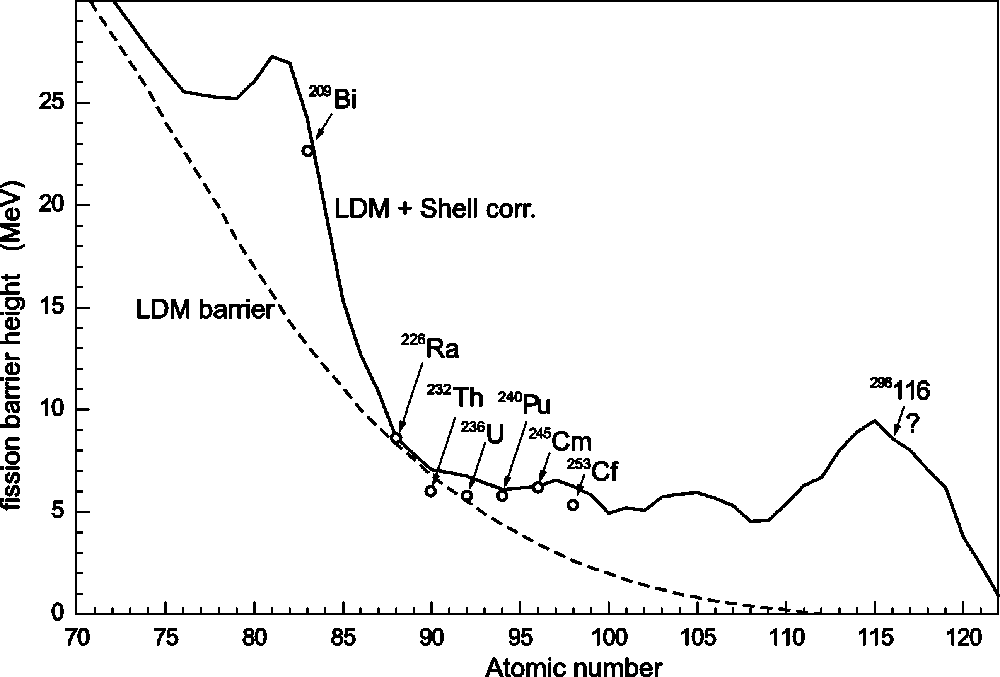 fission barrier height (MeV)
25
20
15
10
5
0
209Bi
LDM + Shell corr.
LDM barrier
226Ra
232Th
236U
240Pu
245Cm
253Cf
296116
?
70 75 80 85 90 95 100 105 110 115 120
Atomic number